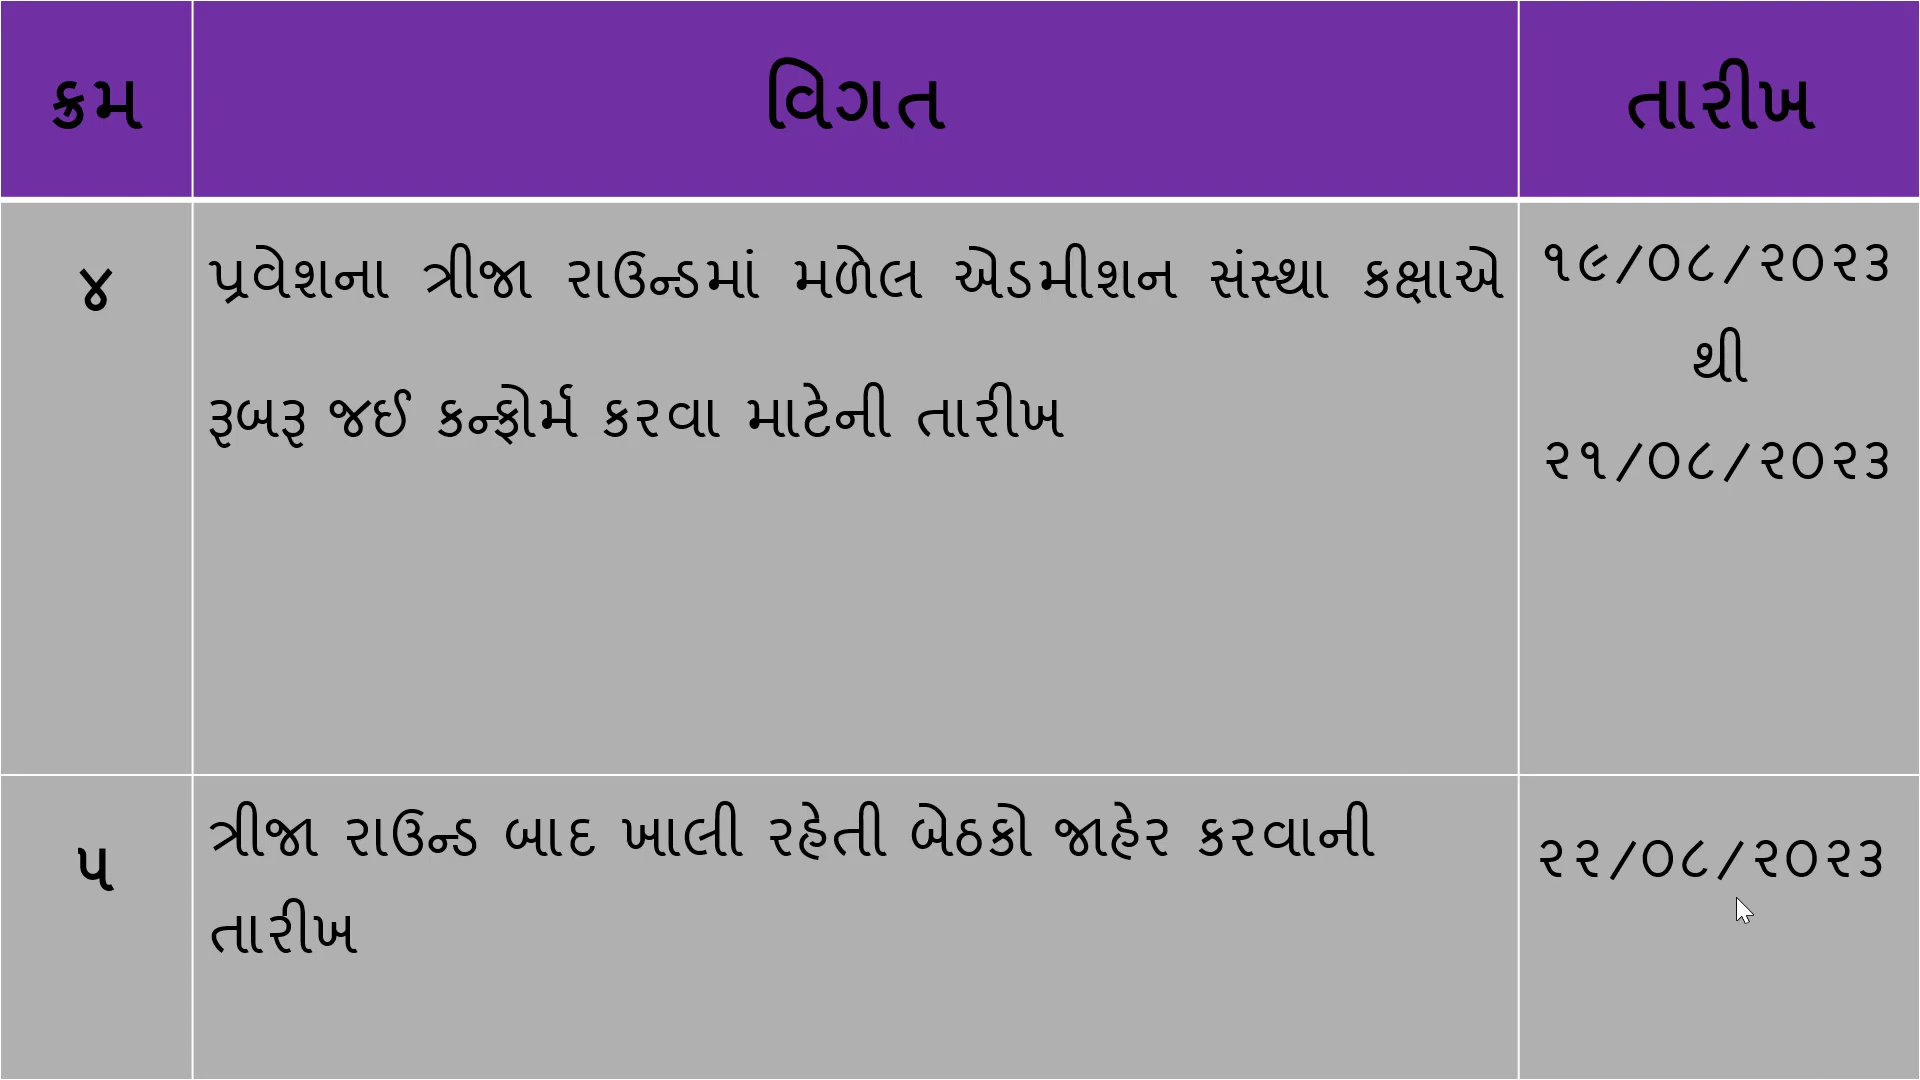 ક્રમ
વિગત
તારીખ
૪
પ્રવેશના ત્રીજા રાઉન્ડમાં મળેલ એડમીશન સંસ્થા કક્ષાએ
રૂબરૂ જઈ કન્ફોર્મ કરવા માટેની તારીખ
૧૯/૦૮/૨૦૨૩
થી
૨૧/૦૮/૨૦૨૩
૫
ત્રીજા રાઉન્ડ બાદ ખાલી રહેતી બેઠકો જાહેર કરવાની
તારીખ
૨૨/૦૮/૨૦૨૩